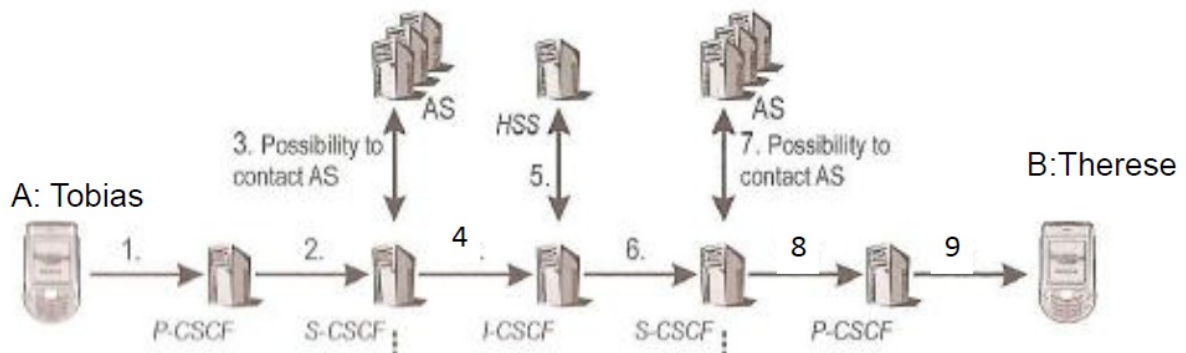 AS
HSS
AS
3. Possibility to
contact AS
5.
7. Possibility to
contact AS
A: Tobias
B:Therese
1.
2.
4
6.
8
9
P-CSCF
S-CSCF
I-CSCF
S-CSCF
P-CSCF